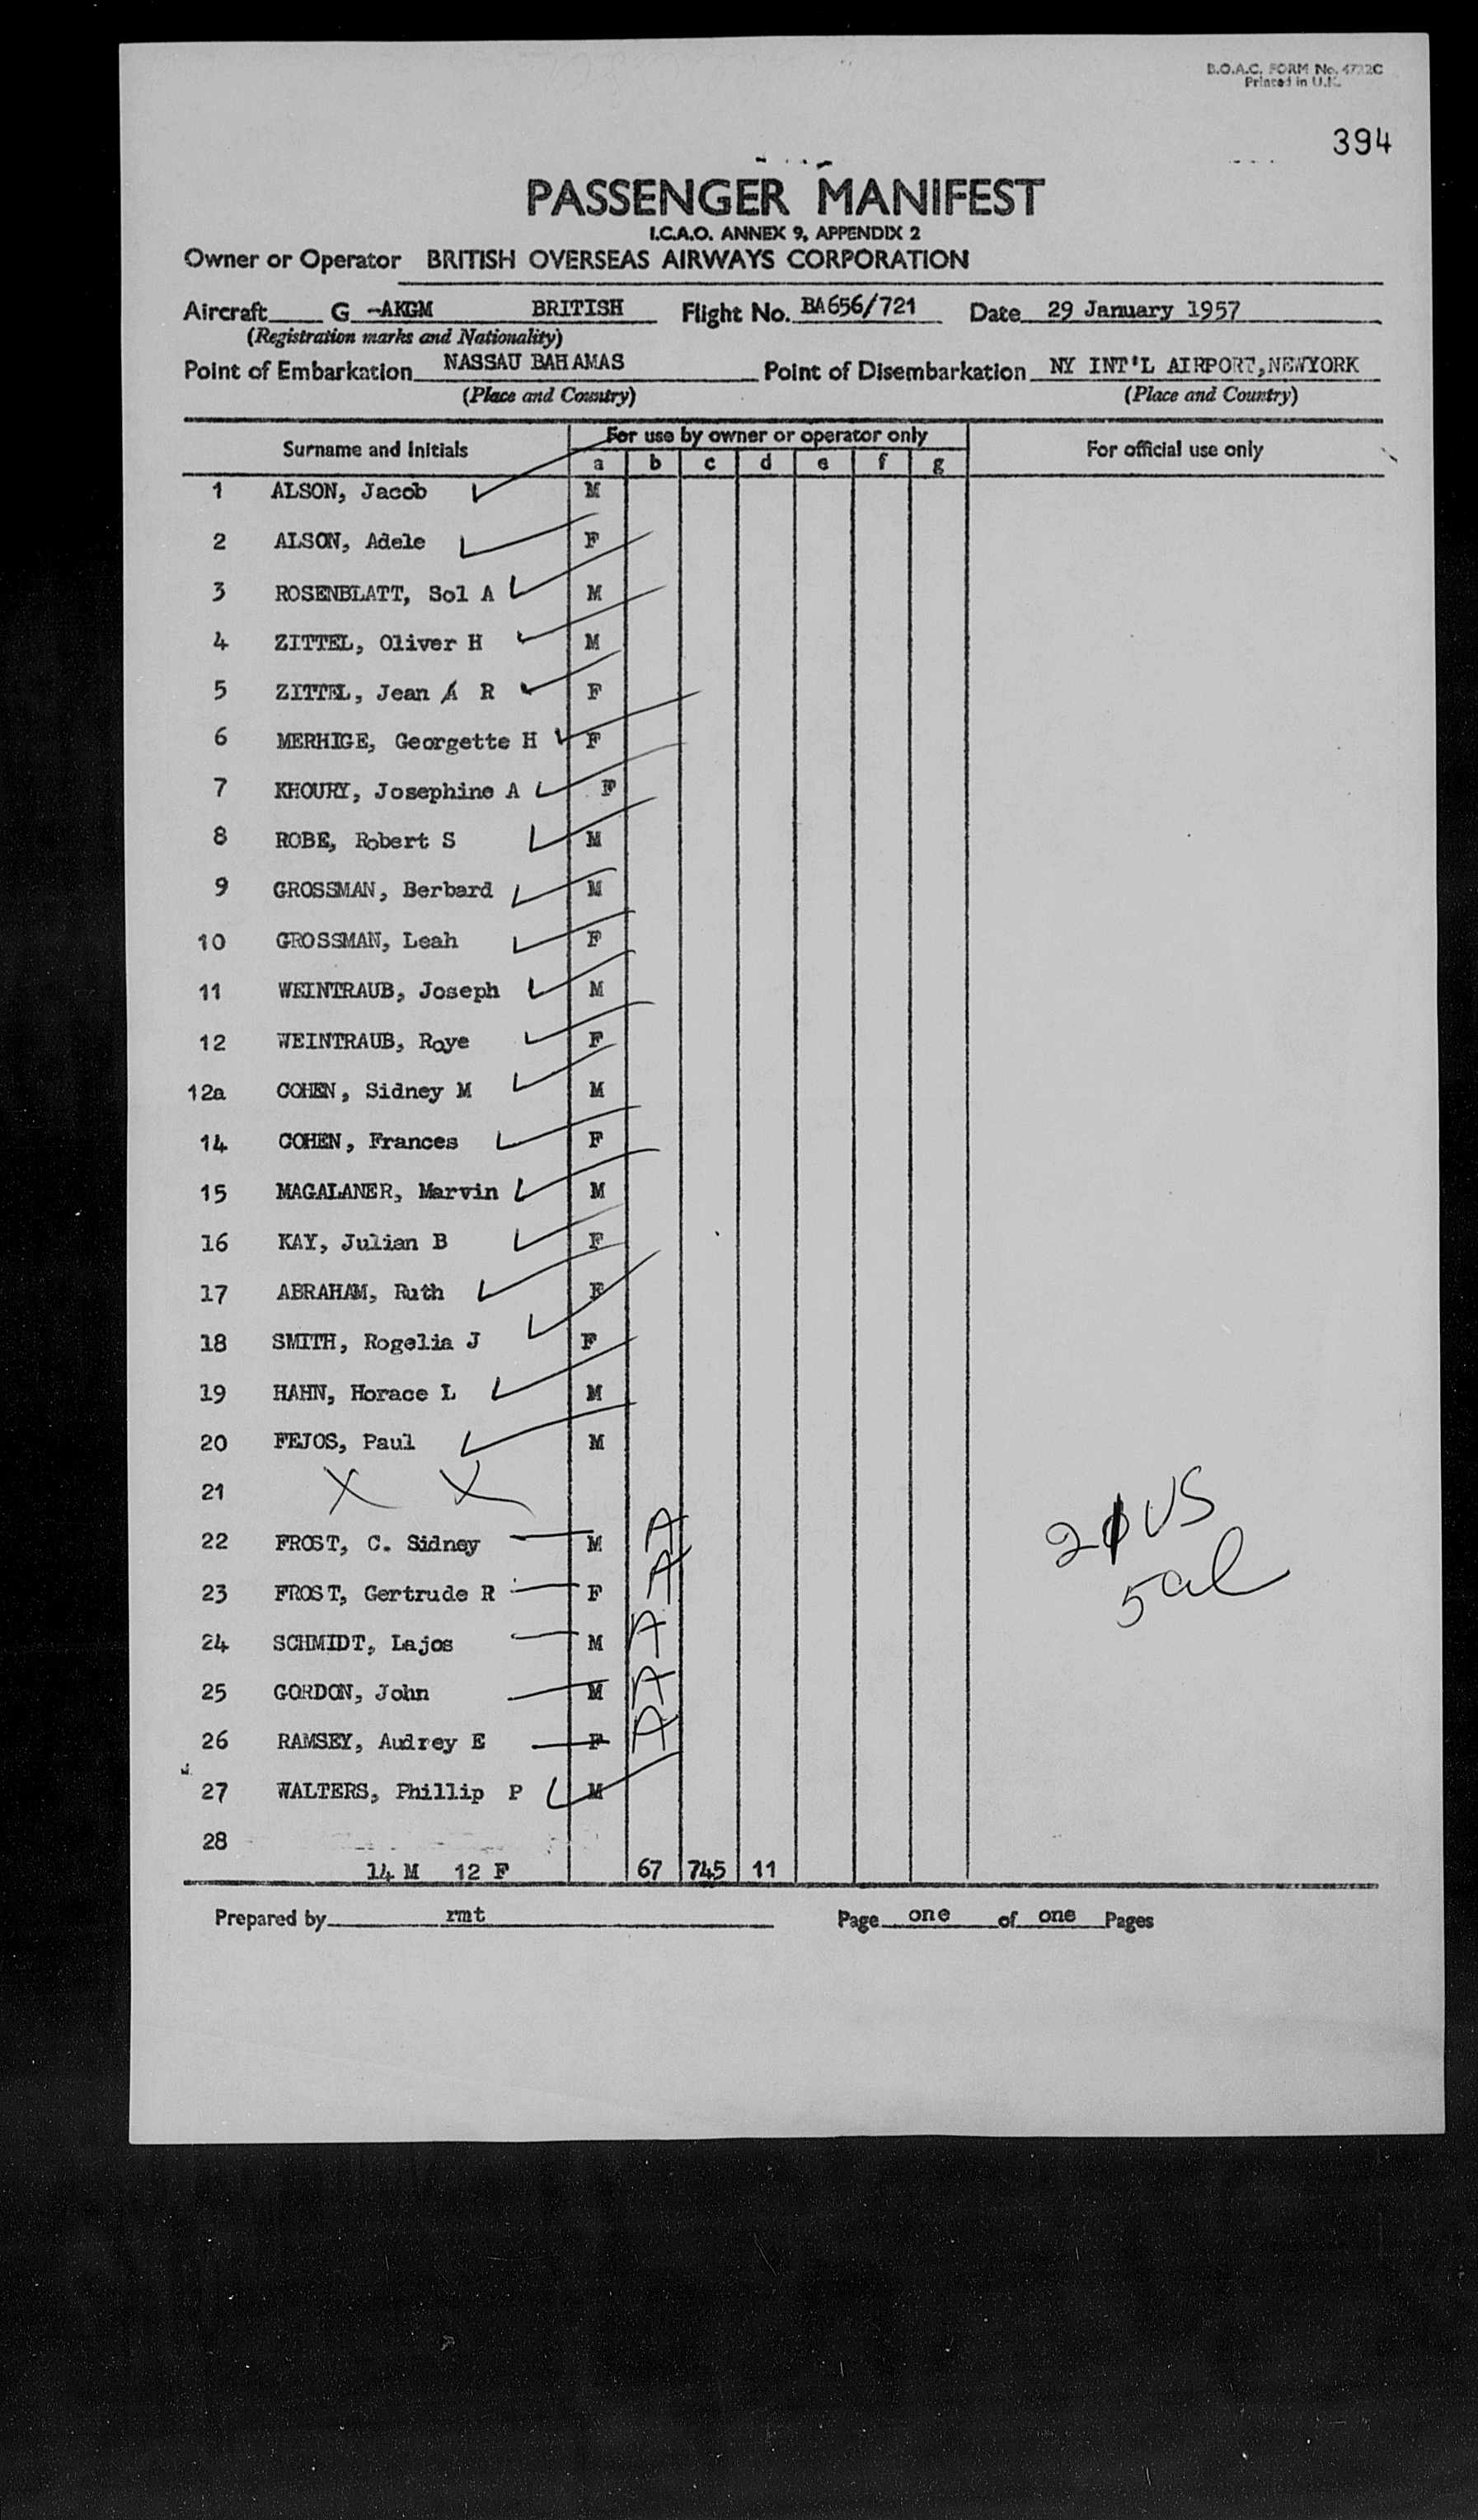 B.O.A.C. FORM No. 4722C
Printed in U.K.
394
PASSENGER MANIFEST
I.C.A.O. ANNEX 9, APPENDIX 2
Owner or Operator BRITISH OVERSEAS AIRWAYS CORPORATION
Aircraft G -AKGM BRITISH Flight No. BA656/721 Date 29 January 1957
(Registration marks and Nationality)
Point of Embarkation NASSAU BAHAMAS Point of Disembarkation NY INT'L AIRPORT,NEWYORK
(Place and Country) (Place and Country)
Surname and Initials For use by owner or operator only For official use only
a b c d e f g
1 ALSON, Jacob M
2 ALSON, Adele F
3 ROSENBLATT, Sol A M
4 ZITTEL, Oliver H M
5 ZITTEL, Jean A R F
6 MERHIGE, Georgette H F
7 KHOURY, Josephine A F
8 ROBE, Robert S M
9 GROSSMAN, Berbard M
10 GROSSMAN, Leah F
11 WEINTRAUB, Joseph M
12 WEINTRAUB, Roye F
12a COHEN, Sidney M M
14 COHEN, Frances F
15 MAGALANER, Marvin M
16 KAY, Julian B F
17 ABRAHAM, Ruth F
18 SMITH, Rogelia J F
19 HAHN, Horace L M
20 FEJOS, Paul M
21 X X
22 FROST, C. Sidney M A
23 FROST, Gertrude R F A
24 SCHMIDT, Lajos M A
25 GORDON, John M A
26 RAMSEY, Audrey E F A
27 WALTERS, Phillip P M
28
21 US
5 al
14 M 12 F 67 745 11
Prepared by rmt Page one of one Pages